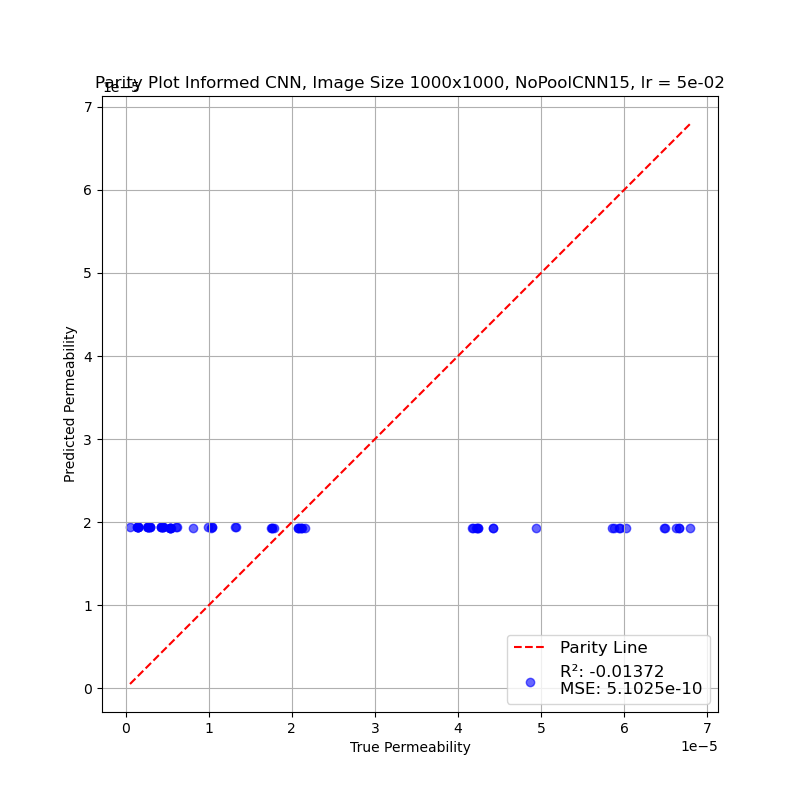 Parity Plot Informed CNN, Image Size 1000x1000, NoPoolCNN15, lr = 5e-02
1e−5
7
6
5
4
3
2
1
0
Predicted Permeability
Parity Line
R²: -0.01372
MSE: 5.1025e-10
0 1 2 3 4 5 6 7
True Permeability
1e−5